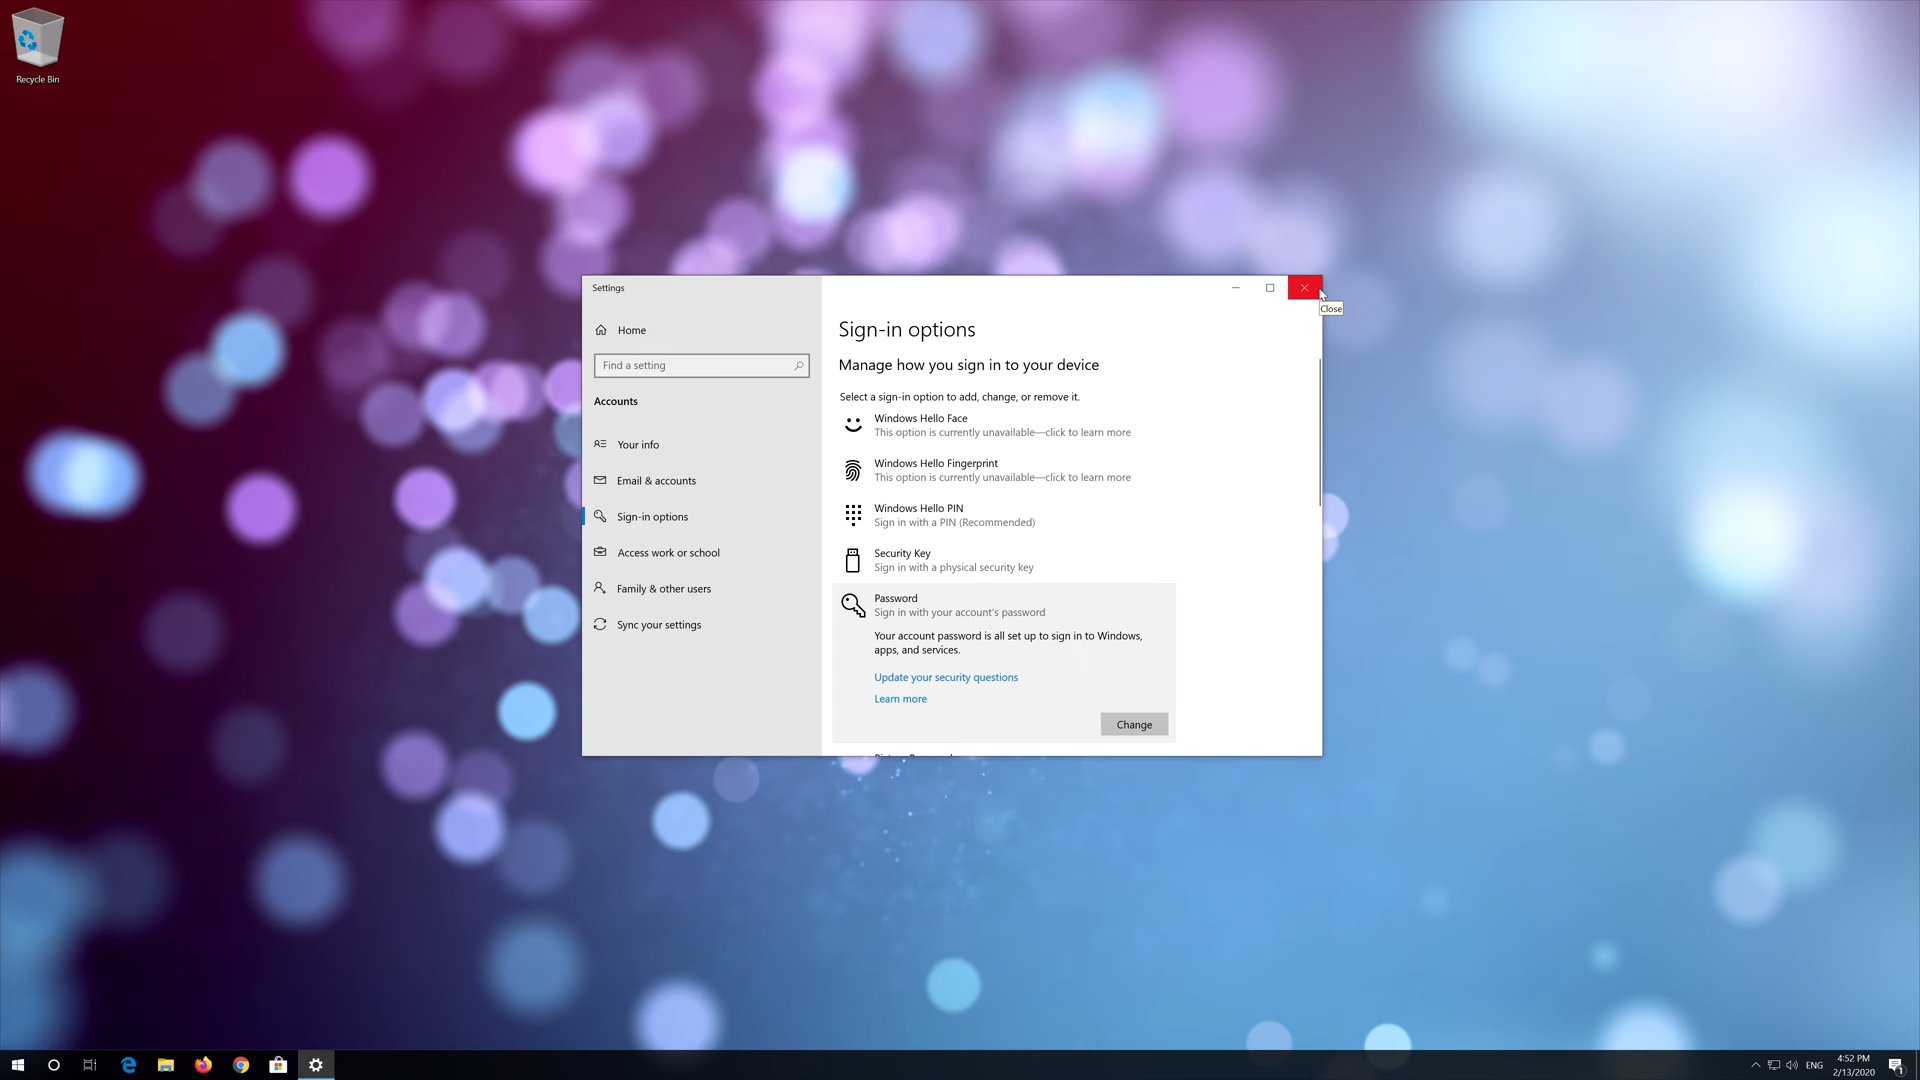 Recycle Bin
Settings
Close
Home
Find a setting
Accounts
Your info
Email & accounts
Sign-in options
Access work or school
Family & other users
Sync your settings
Sign-in options
Manage how you sign in to your device
Select a sign-in option to add, change, or remove it.
Windows Hello Face
This option is currently unavailable—click to learn more
Windows Hello Fingerprint
This option is currently unavailable—click to learn more
Windows Hello PIN
Sign in with a PIN (Recommended)
Security Key
Sign in with a physical security key
Password
Sign in with your account's password
Your account password is all set up to sign in to Windows,
apps, and services.
Update your security questions
Learn more
Change
ENG
4:52 PM
2/13/2020
1